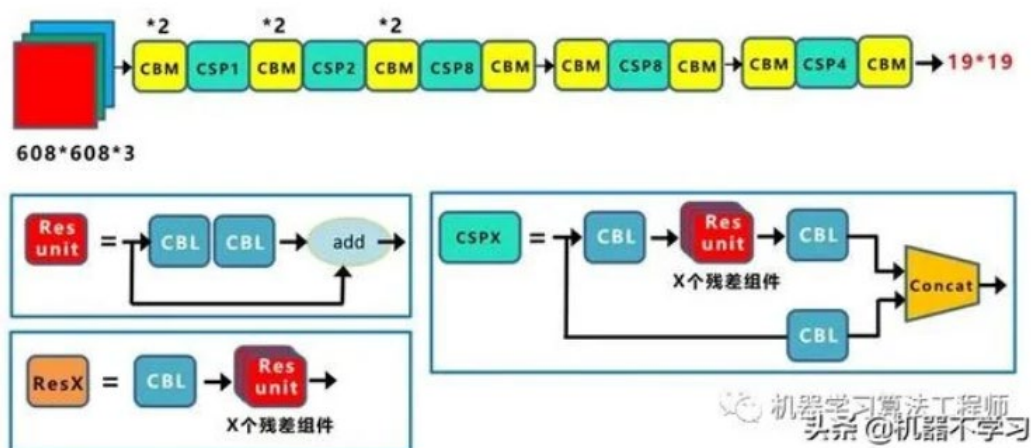 *2 *2 *2
CBM CSP1 CBM CSP2 CBM CSP8 CBM CBM CSP8 CBM CBM CSP4 CBM 19*19
608*608*3
Res unit = CBL CBL add
CSPX = CBL Res unit CBL
X个残差组件
Concat
CBL
ResX = CBL Res unit
X个残差组件
机器学习算法工程师
头条 @机器不学习